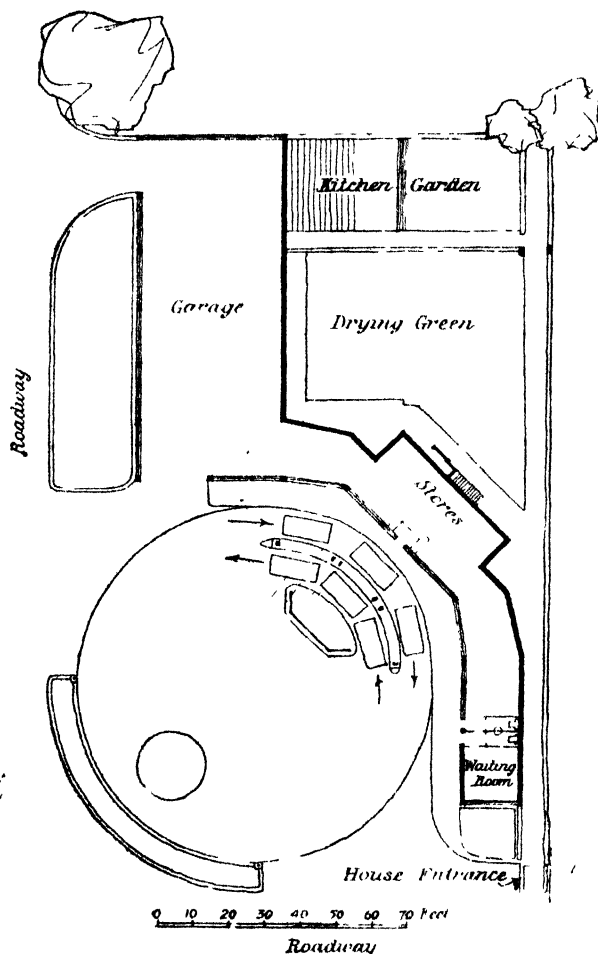 Kitchen Garden
Garage
Drying Green
Roadway
Stores
Waiting
Room
House Entrance
0 10 20 30 40 50 60 70 Feet
Roadway